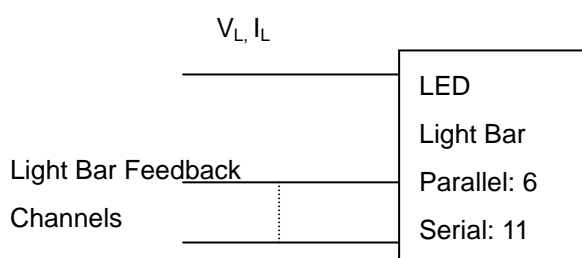 V_L, I_L
LED
Light Bar
Parallel: 6
Serial: 11
Light Bar Feedback
Channels